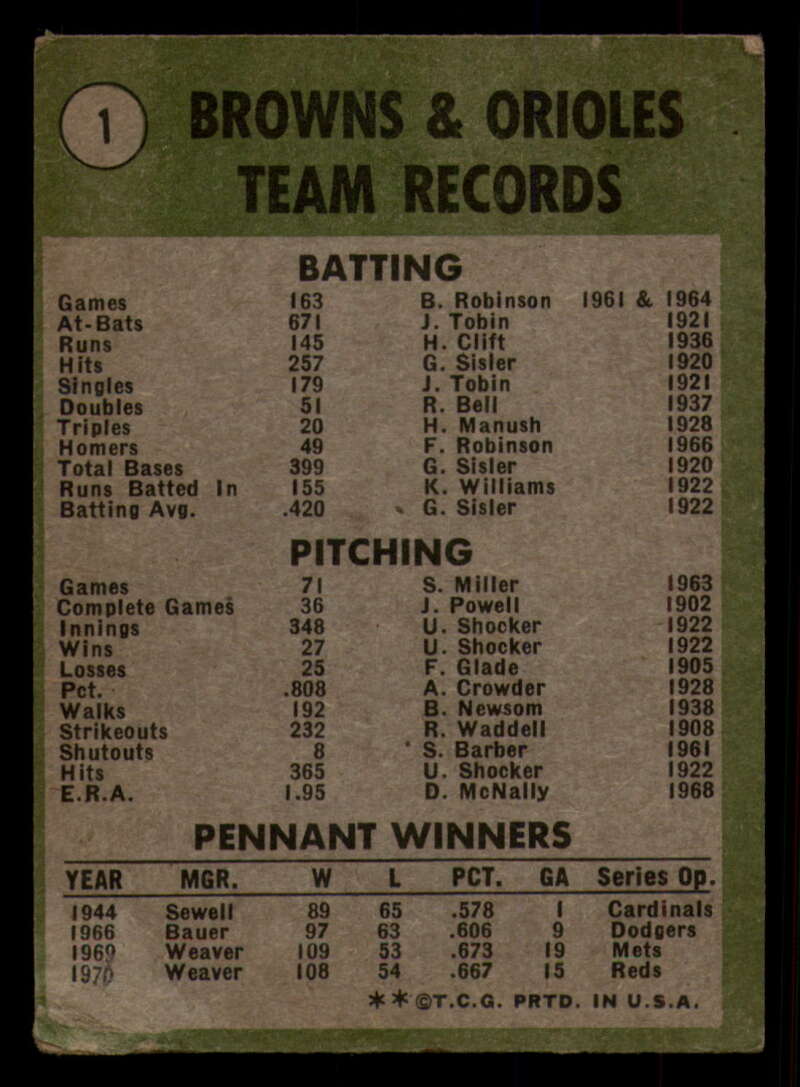 1
BROWNS & ORIOLES
TEAM RECORDS
BATTING
Games 163 B. Robinson 1961 & 1964
At-Bats 671 J. Tobin 1921
Runs 145 H. Clift 1936
Hits 257 G. Sisler 1920
Singles 179 J. Tobin 1921
Doubles 51 R. Bell 1937
Triples 20 H. Manush 1928
Homers 49 F. Robinson 1966
Total Bases 399 G. Sisler 1920
Runs Batted In 155 K. Williams 1922
Batting Avg. .420 G. Sisler 1922
PITCHING
Games 71 S. Miller 1963
Complete Games 36 J. Powell 1902
Innings 348 U. Shocker 1922
Wins 27 U. Shocker 1922
Losses 25 F. Glade 1905
Pct. .808 A. Crowder 1928
Walks 192 B. Newsom 1938
Strikeouts 232 R. Waddell 1908
Shutouts 8 S. Barber 1961
Hits 365 U. Shocker 1922
E.R.A. 1.95 D. McNally 1968
PENNANT WINNERS
YEAR MGR. W L PCT. GA Series Op.
1944 Sewell 89 65 .578 1 Cardinals
1966 Bauer 97 63 .606 9 Dodgers
1969 Weaver 109 53 .673 19 Mets
1970 Weaver 108 54 .667 15 Reds
**©T.C.G. PRTD. IN U.S.A.